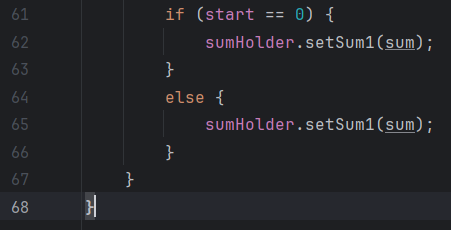 61 if (start == 0) {
62 sumHolder.setSum1(sum);
63 }
64 else {
65 sumHolder.setSum1(sum);
66 }
67 }
68 }